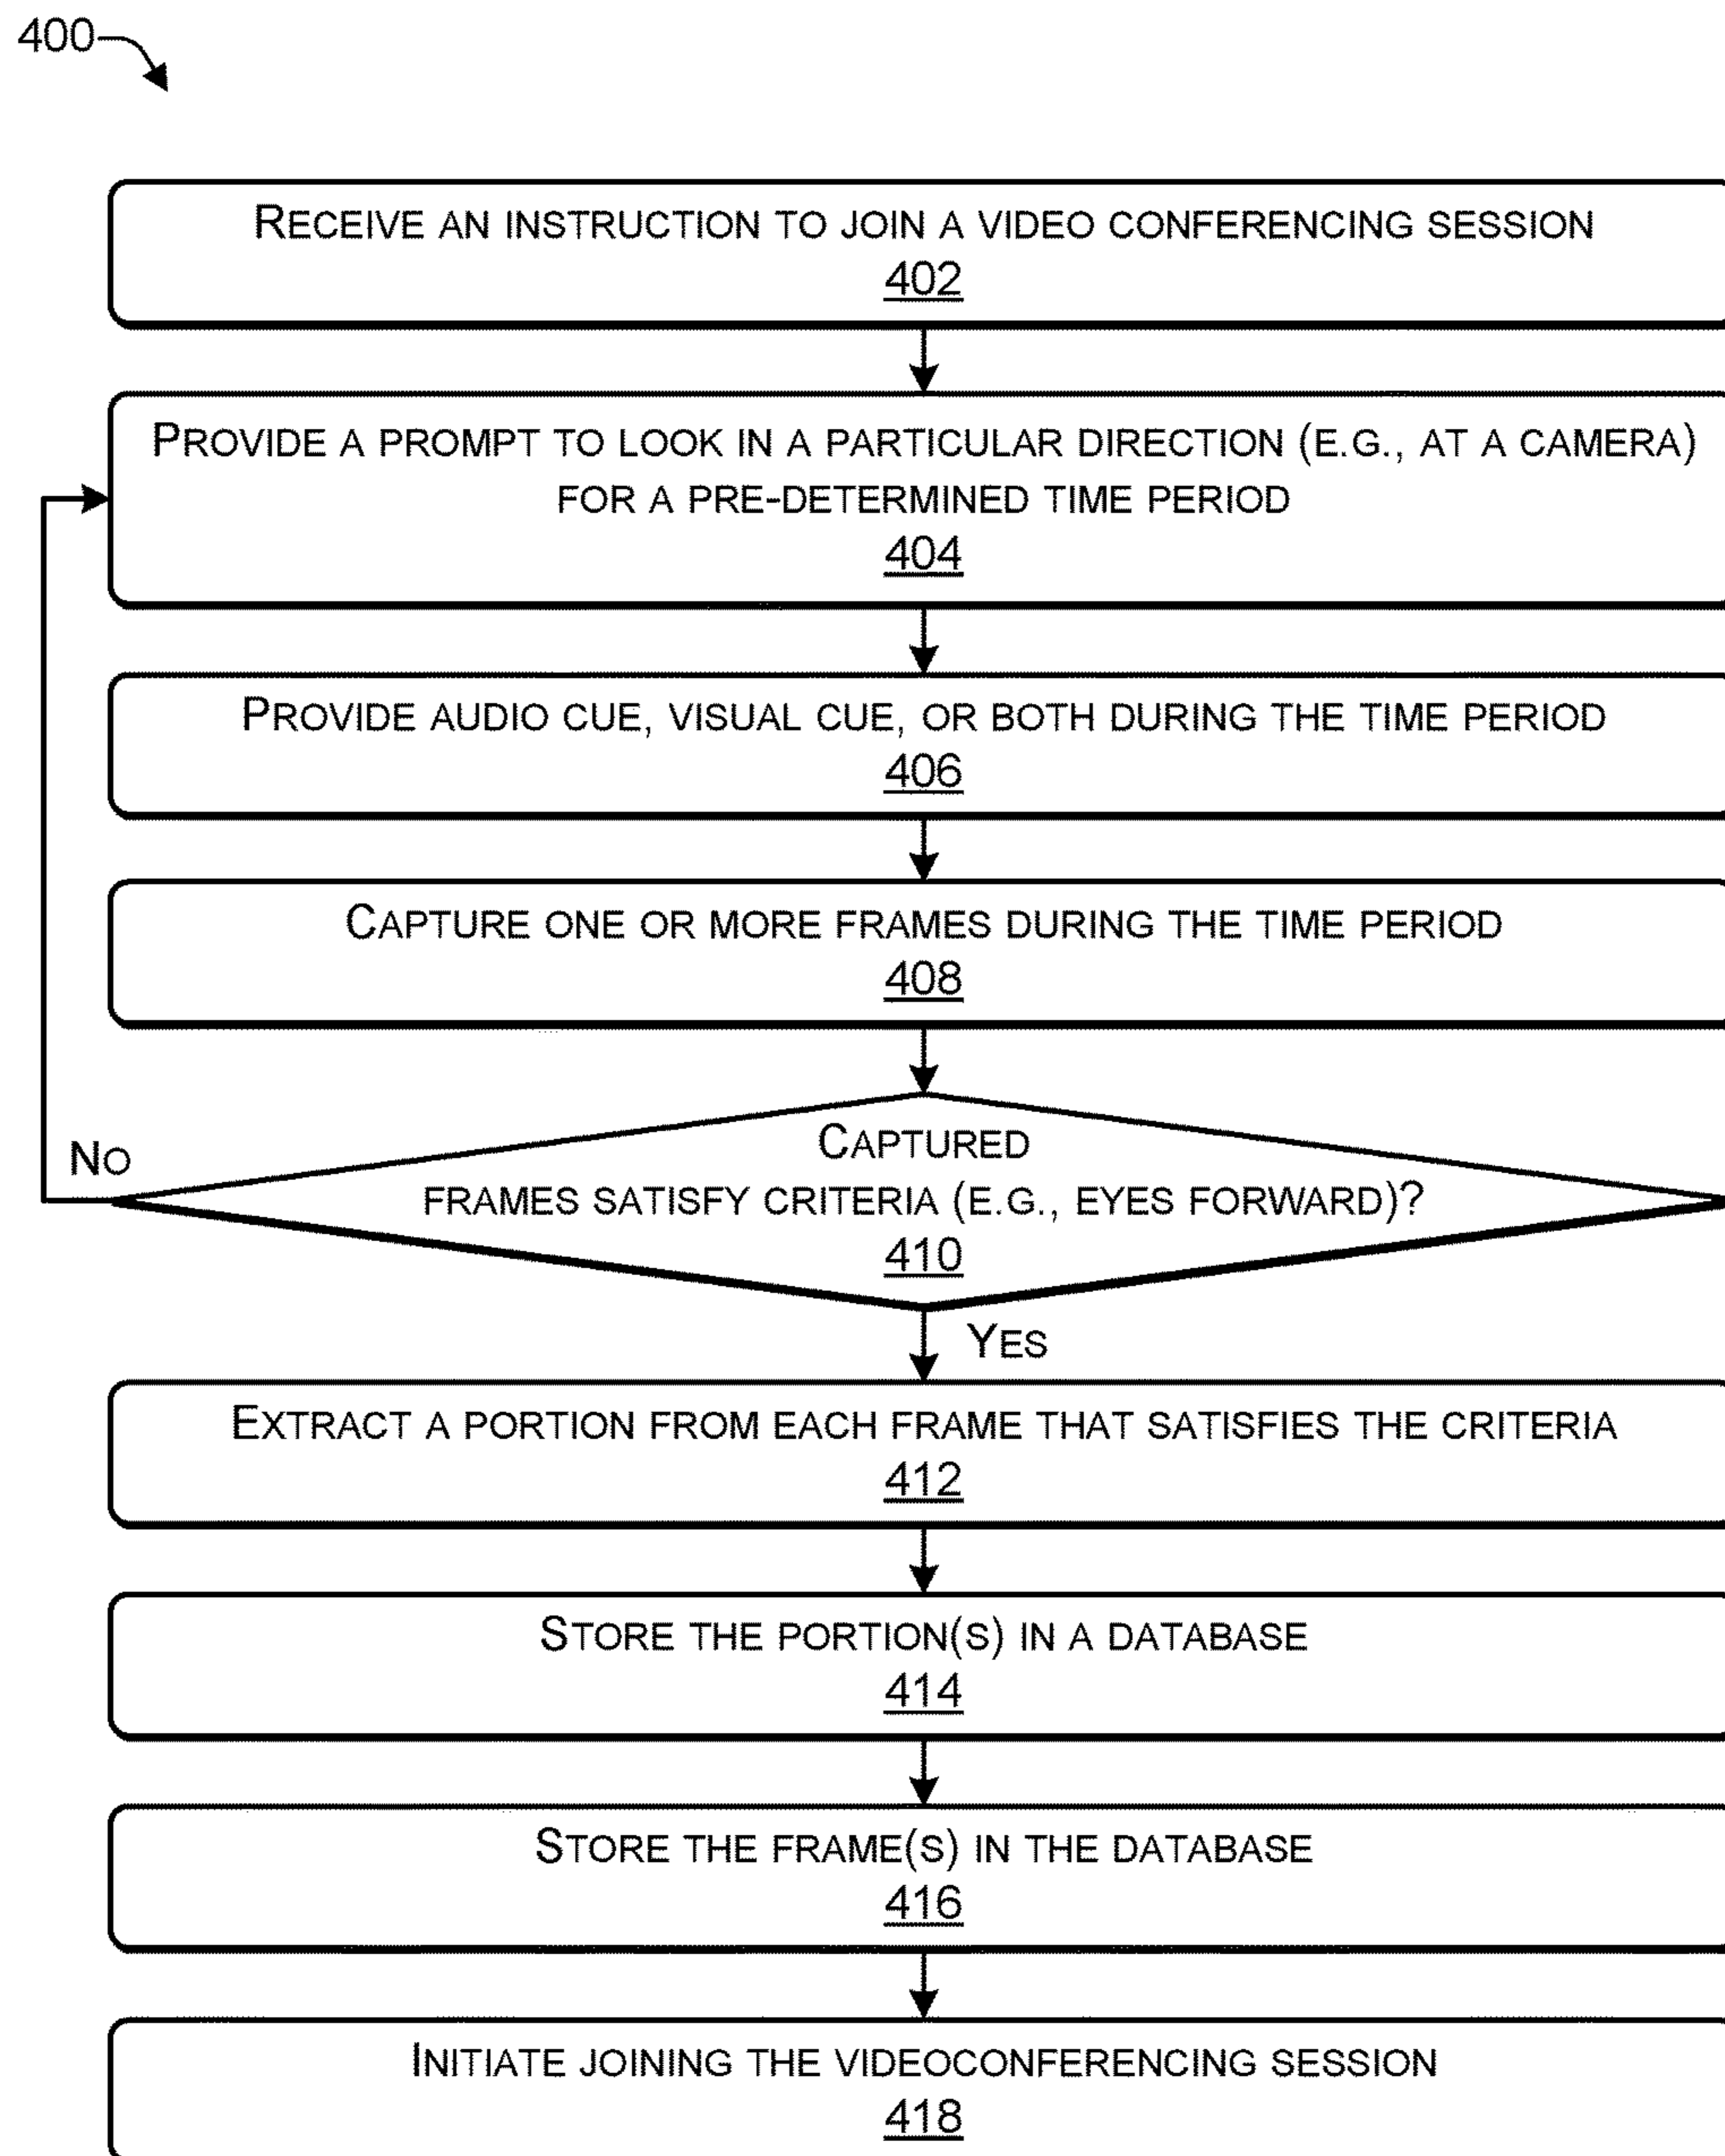 400
RECEIVE AN INSTRUCTION TO JOIN A VIDEO CONFERENCING SESSION
402
PROVIDE A PROMPT TO LOOK IN A PARTICULAR DIRECTION (E.G., AT A CAMERA)
FOR A PRE-DETERMINED TIME PERIOD
404
PROVIDE AUDIO CUE, VISUAL CUE, OR BOTH DURING THE TIME PERIOD
406
CAPTURE ONE OR MORE FRAMES DURING THE TIME PERIOD
408
CAPTURED
FRAMES SATISFY CRITERIA (E.G., EYES FORWARD)?
410
NO
YES
EXTRACT A PORTION FROM EACH FRAME THAT SATISFIES THE CRITERIA
412
STORE THE PORTION(S) IN A DATABASE
414
STORE THE FRAME(S) IN THE DATABASE
416
INITIATE JOINING THE VIDEOCONFERENCING SESSION
418